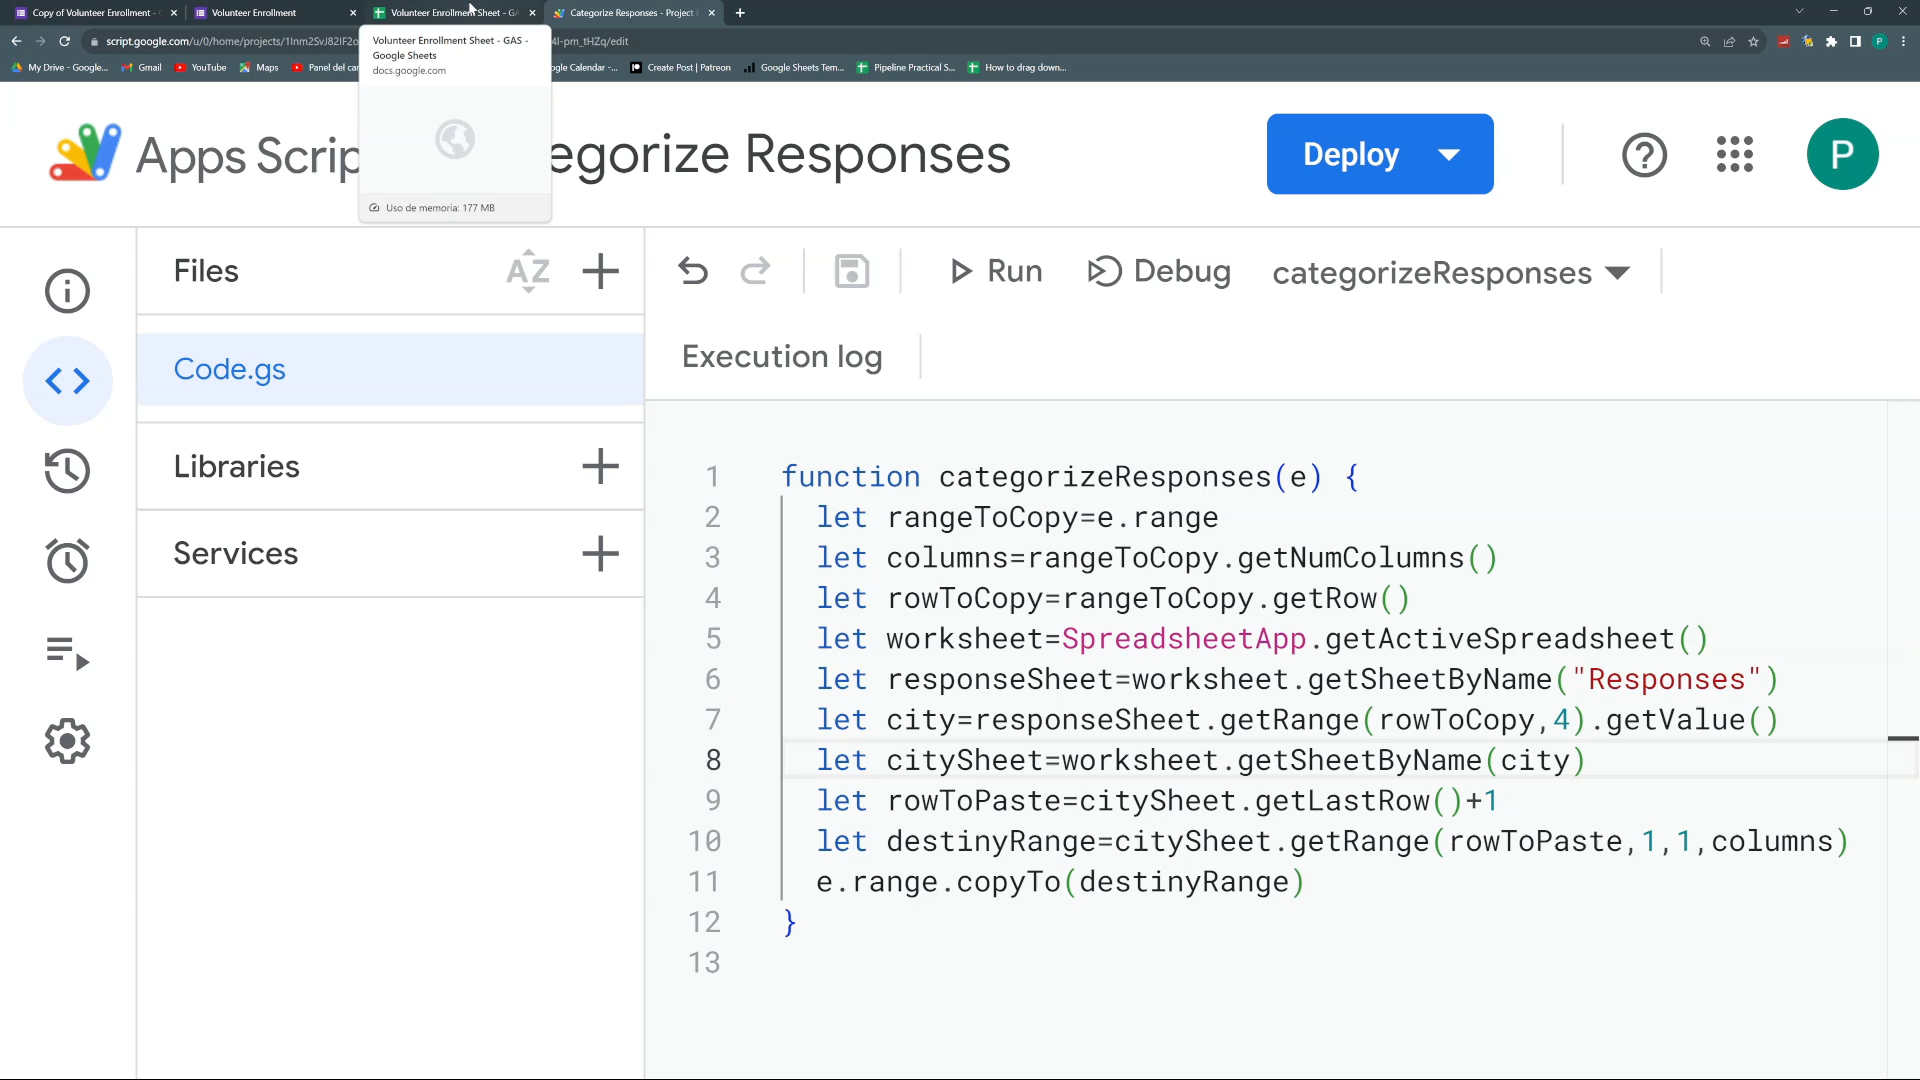 Copy of Volunteer Enrollment -
Volunteer Enrollment
Volunteer Enrollment Sheet - GA
Categorize Responses - Project
script.google.com/u/0/home/projects/1Inm2SvJ82IF2o
4l-pm_tHZq/edit
My Drive - Google...
Gmail
YouTube
Maps
Panel del ca
ogle Calendar -...
Create Post | Patreon
Google Sheets Tem...
Pipeline Practical S...
How to drag down...
Volunteer Enrollment Sheet - GAS -
Google Sheets
docs.google.com
Uso de memoria: 177 MB
Apps Scrip
egorize Responses
Deploy
P
Files
AZ
Run
Debug
categorizeResponses
Execution log
Code.gs
Libraries
Services
1 function categorizeResponses(e) {
2 let rangeToCopy=e.range
3 let columns=rangeToCopy.getNumColumns()
4 let rowToCopy=rangeToCopy.getRow()
5 let worksheet=SpreadsheetApp.getActiveSpreadsheet()
6 let responseSheet=worksheet.getSheetByName("Responses")
7 let city=responseSheet.getRange(rowToCopy,4).getValue()
8 let citySheet=worksheet.getSheetByName(city)
9 let rowToPaste=citySheet.getLastRow()+1
10 let destinyRange=citySheet.getRange(rowToPaste,1,1,columns)
11 e.range.copyTo(destinyRange)
12 }
13